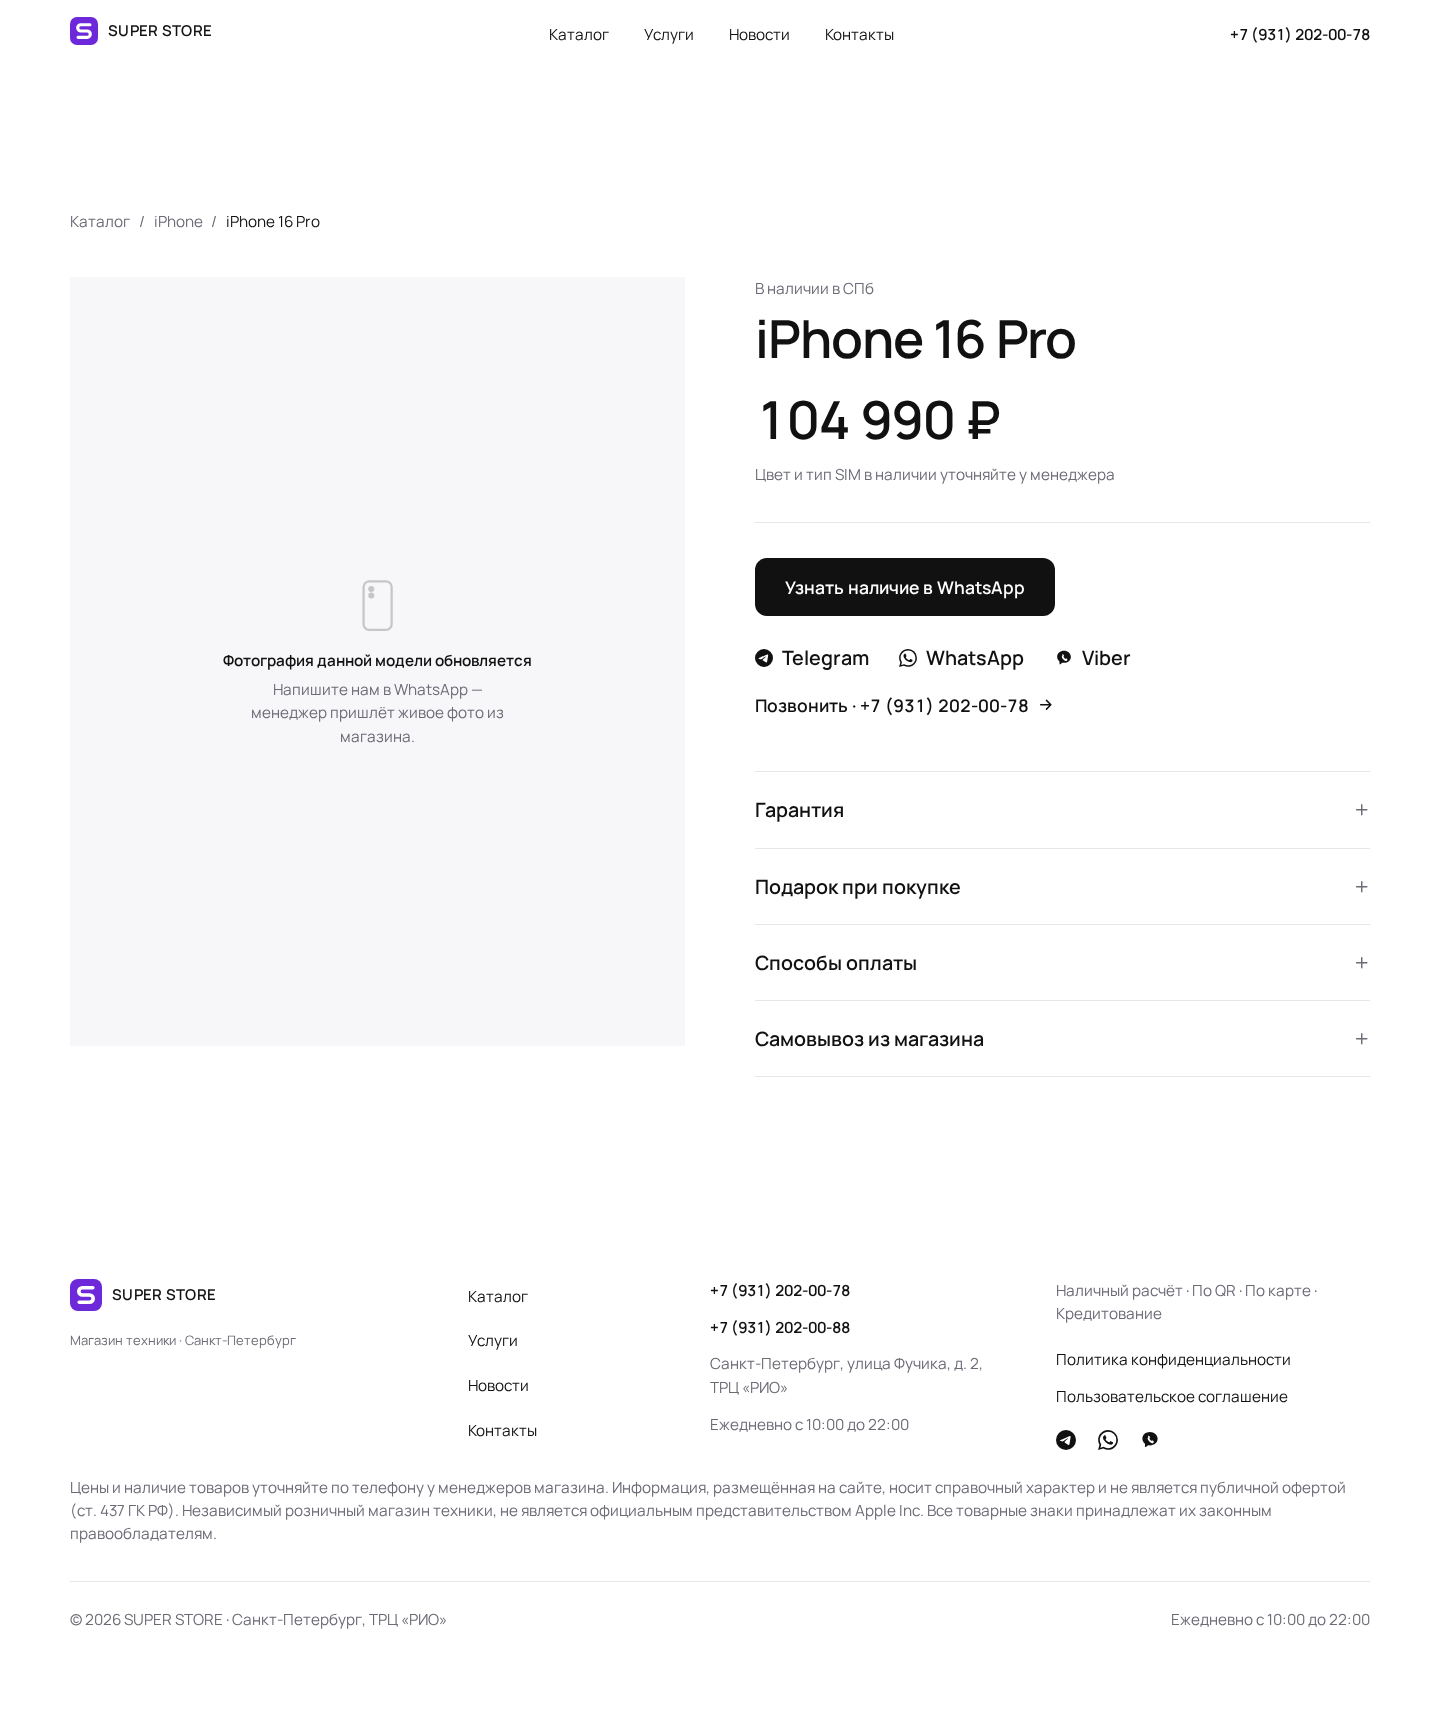 SUPER STORE
Каталог
Услуги
Новости
Контакты
+7 (931) 202-00-78
Каталог / iPhone / iPhone 16 Pro
Фотография данной модели обновляется
Напишите нам в WhatsApp —
менеджер пришлёт живое фото из
магазина.
В наличии в СПб
iPhone 16 Pro
104 990 ₽
Цвет и тип SIM в наличии уточняйте у менеджера
Узнать наличие в WhatsApp
Telegram
WhatsApp
Viber
Позвонить · +7 (931) 202-00-78 →
Гарантия +
Подарок при покупке +
Способы оплаты +
Самовывоз из магазина +
SUPER STORE
Магазин техники · Санкт-Петербург
Каталог
Услуги
Новости
Контакты
+7 (931) 202-00-78
+7 (931) 202-00-88
Санкт-Петербург, улица Фучика, д. 2,
ТРЦ «РИО»
Ежедневно с 10:00 до 22:00
Наличный расчёт · По QR · По карте ·
Кредитование
Политика конфиденциальности
Пользовательское соглашение
Цены и наличие товаров уточняйте по телефону у менеджеров магазина. Информация, размещённая на сайте, носит справочный характер и не является публичной офертой
(ст. 437 ГК РФ). Независимый розничный магазин техники, не является официальным представительством Apple Inc. Все товарные знаки принадлежат их законным
правообладателям.
© 2026 SUPER STORE · Санкт-Петербург, ТРЦ «РИО»
Ежедневно с 10:00 до 22:00